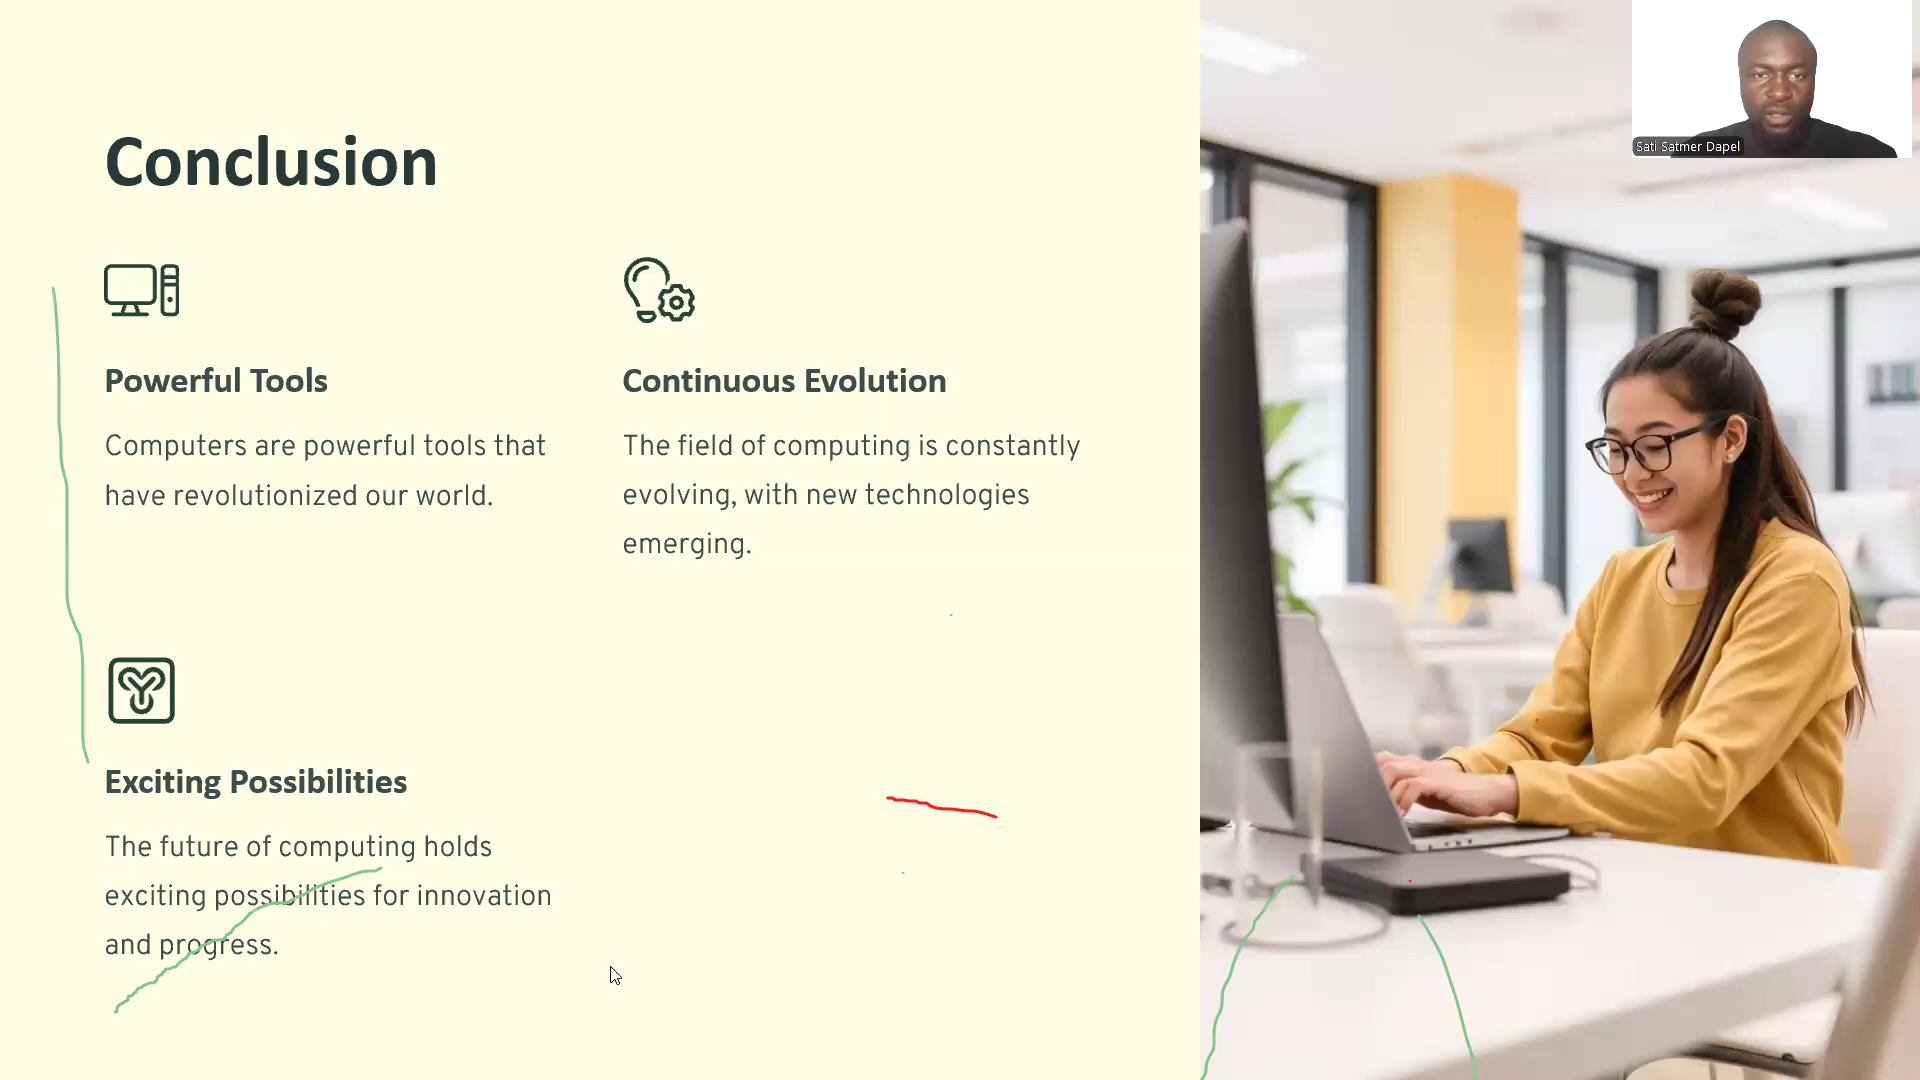 Conclusion
Sati Satmer Dapel
Powerful Tools
Computers are powerful tools that
have revolutionized our world.
Continuous Evolution
The field of computing is constantly
evolving, with new technologies
emerging.
Exciting Possibilities
The future of computing holds
exciting possibilities for innovation
and progress.